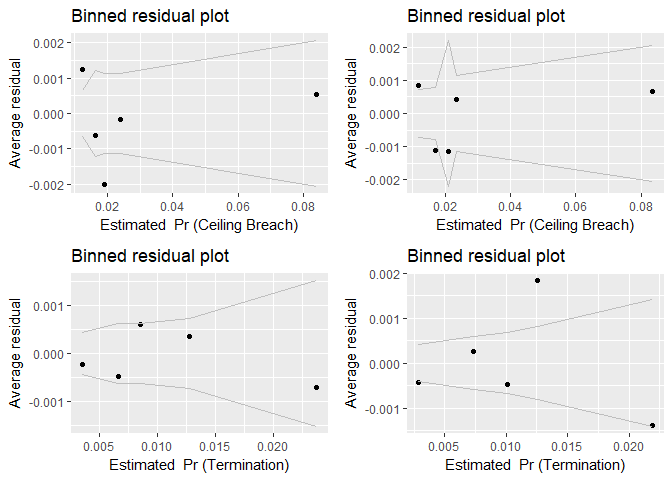 Binned residual plot
0.002
0.001
0.000
-0.001
-0.002
Average residual
0.02
0.04
0.06
0.08
Estimated Pr (Ceiling Breach)
Binned residual plot
0.002
0.001
0.000
-0.001
-0.002
Average residual
0.02
0.04
0.06
0.08
Estimated Pr (Ceiling Breach)
Binned residual plot
0.001
0.000
-0.001
Average residual
0.005
0.010
0.015
0.020
Estimated Pr (Termination)
Binned residual plot
0.002
0.001
0.000
-0.001
Average residual
0.005
0.010
0.015
0.020
Estimated Pr (Termination)